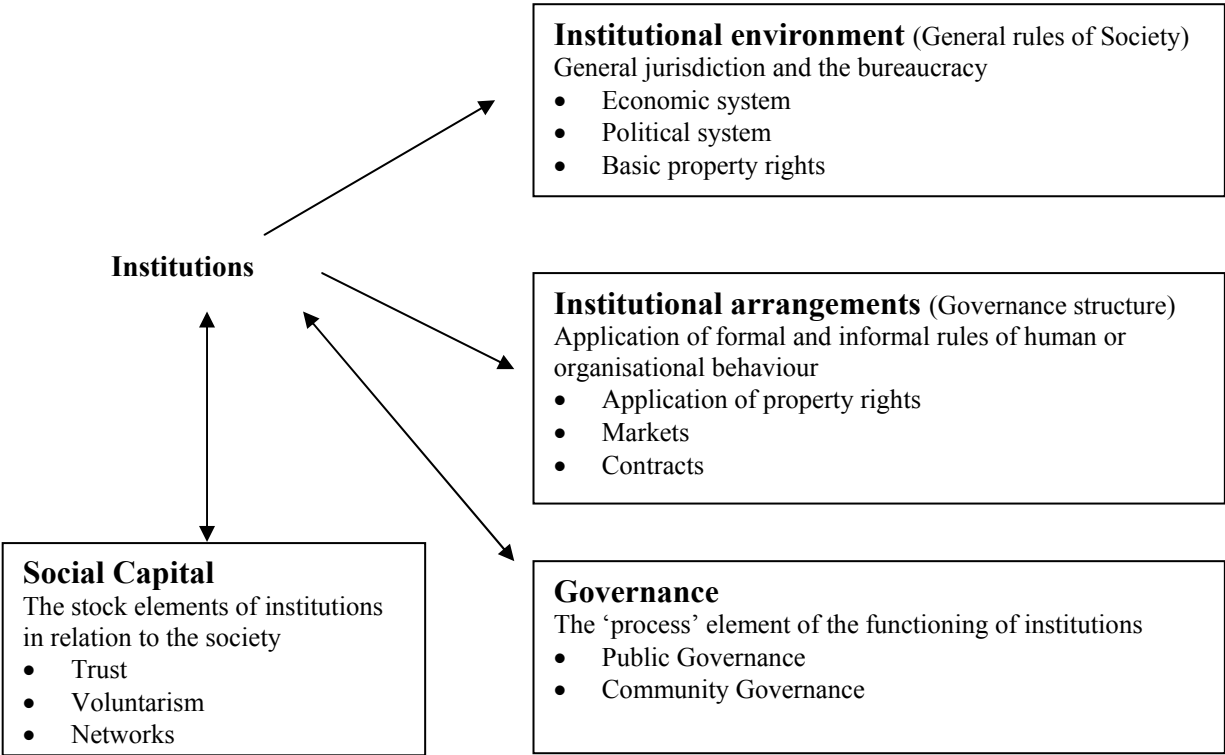 Institutional environment (General rules of Society)
General jurisdiction and the bureaucracy
• Economic system
• Political system
• Basic property rights
Institutions
Institutional arrangements (Governance structure)
Application of formal and informal rules of human or
organisational behaviour
• Application of property rights
• Markets
• Contracts
Social Capital
The stock elements of institutions
in relation to the society
• Trust
• Voluntarism
• Networks
Governance
The ‘process’ element of the functioning of institutions
• Public Governance
• Community Governance